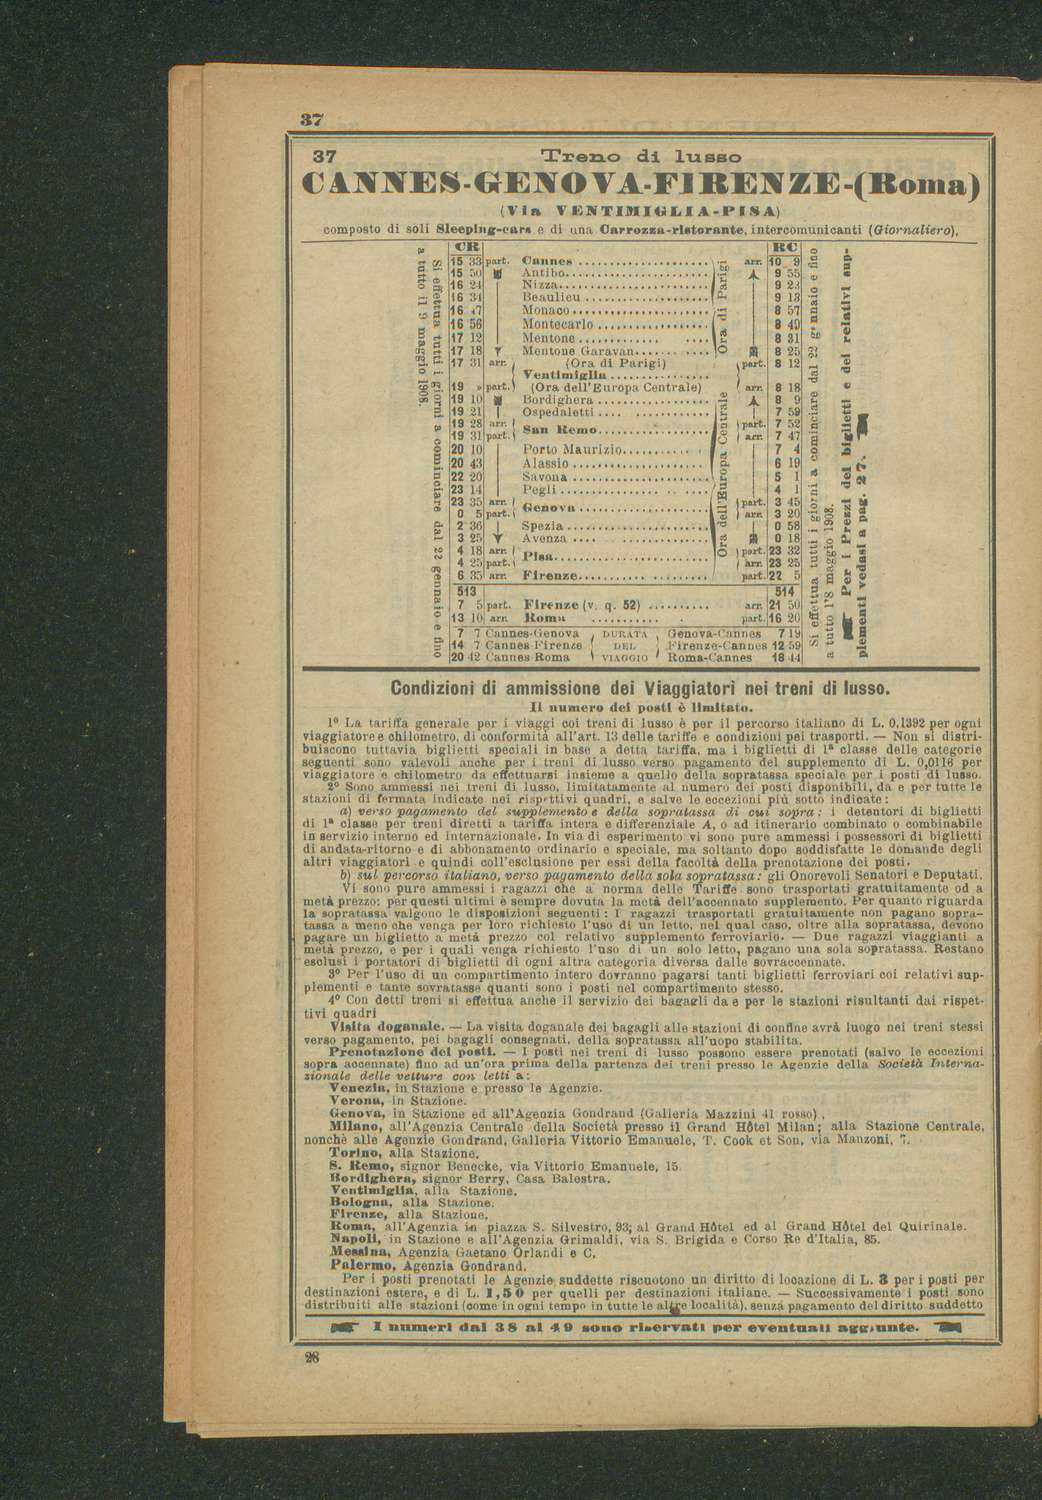 37
37 Treno di lusso
CANNES-GENOVA-FIRENZE-(Roma)
(Via VENTIMIGLIA-PISA)
composto di soli Sleeping-cars e di una Carrozza-ristorante, intercomunicanti (Giornaliero).
Si effettua tutti i giorni a cominciare dal 22 gennaio e fino
a tutto il 9 maggio 1908.
CR RC
15 33 part. Cannes arr. 10 9
15 50 Antibo 9 55
16 24 Nizza 9 23
16 34 Beaulieu 9 13
16 47 Monaco 8 57
16 56 Montecarlo 8 49
17 12 Mentone 8 31
17 18 Mentone Garavan 8 25
17 31 arr. (Ora di Parigi) part. 8 12
Ventimiglia
19 » part. (Ora dell'Europa Centrale) arr. 8 18
19 10 Bordighera 8 9
19 21 Ospedaletti 7 59
19 28 arr. part. 7 52
San Remo
19 31 part. arr. 7 47
20 10 Porto Maurizio 7 4
20 43 Alassio 6 19
22 20 Savona 5 1
23 14 Pegli 4 1
23 35 arr. part. 3 45
Genova
0 5 part. arr. 3 20
2 36 Spezia 0 58
3 25 Avenza 0 18
4 18 arr. part. 23 32
Pisa
4 25 part. arr. 23 25
6 35 arr. Firenze part. 22 5
513 514
7 5 part. Firenze (v. q. 52) arr. 21 50
13 10 arr. Roma part. 16 20
7 7 Cannes-Genova DURATA Genova-Cannes 7 19
14 7 Cannes Firenze DEL Firenze-Cannes 12 59
20 42 Cannes Roma VIAGGIO Roma-Cannes 18 44
Ora di Parigi
Ora dell'Europa Centrale
Si effettua tutti i giorni a cominciare dal 22 gennaio e fino
a tutto l'8 maggio 1908.
Per i Prezzi dei biglietti e dei relativi sup-
plementi vedasi a pag. 27.
Condizioni di ammissione dei Viaggiatori nei treni di lusso.
Il numero dei posti è limitato.
1º La tariffa generale per i viaggi coi treni di lusso è per il percorso italiano di L. 0,1392 per ogni
viaggiatore e chilometro, di conformità all'art. 13 delle tariffe e condizioni pei trasporti. — Non si distri-
buiscono tuttavia biglietti speciali in base a detta tariffa, ma i biglietti di 1ª classe delle categorie
seguenti sono valevoli anche per i treni di lusso verso pagamento del supplemento di L. 0,0116 per
viaggiatore e chilometro da effettuarsi insieme a quello della sopratassa speciale per i posti di lusso.
2º Sono ammessi nei treni di lusso, limitatamente al numero dei posti disponibili, da e per tutte le
stazioni di fermata indicate nei rispettivi quadri, e salve le eccezioni più sotto indicate:
a) verso pagamento del supplemento e della sopratassa di cui sopra: i detentori di biglietti
di 1ª classe per treni diretti a tariffa intera e differenziale A, o ad itinerario combinato o combinabile
in servizio interno ed internazionale. In via di esperimento vi sono pure ammessi i possessori di biglietti
di andata-ritorno e di abbonamento ordinario e speciale, ma soltanto dopo soddisfatte le domande degli
altri viaggiatori e quindi coll'esclusione per essi della facoltà della prenotazione dei posti.
b) sul percorso italiano, verso pagamento della sola sopratassa: gli Onorevoli Senatori e Deputati.
Vi sono pure ammessi i ragazzi che a norma delle Tariffe sono trasportati gratuitamente od a
metà prezzo; per questi ultimi è sempre dovuta la metà dell'accennato supplemento. Per quanto riguarda
la sopratassa valgono le disposizioni seguenti: I ragazzi trasportati gratuitamente non pagano sopra-
tassa a meno che venga per loro richiesto l'uso di un letto, nel qual caso, oltre alla sopratassa, devono
pagare un biglietto a metà prezzo col relativo supplemento ferroviario. — Due ragazzi viaggianti a
metà prezzo, e per i quali venga richiesto l'uso di un solo letto, pagano una sola sopratassa. Restano
esclusi i portatori di biglietti di ogni altra categoria diversa dalle sovraccennate.
3º Per l'uso di un compartimento intero dovranno pagarsi tanti biglietti ferroviari coi relativi sup-
plementi e tante sovratasse quanti sono i posti nel compartimento stesso.
4º Con detti treni si effettua anche il servizio dei bagagli da e per le stazioni risultanti dai rispet-
tivi quadri
Visita doganale. — La visita doganale dei bagagli alle stazioni di confine avrà luogo nei treni stessi
verso pagamento, pei bagagli consegnati, della sopratassa all'uopo stabilita.
Prenotazione dei posti. — I posti nei treni di lusso possono essere prenotati (salvo le eccezioni
sopra accennate) fino ad un'ora prima della partenza dei treni presso le Agenzie della Società Interna-
zionale delle vetture con letti a:
Venezia, in Stazione e presso le Agenzie.
Verona, in Stazione.
Genova, in Stazione ed all'Agenzia Gondrand (Galleria Mazzini 41 rosso),
Milano, all'Agenzia Centrale della Società presso il Grand Hôtel Milan; alla Stazione Centrale,
nonchè alle Agenzie Gondrand, Galleria Vittorio Emanuele, T. Cook et Son, via Manzoni, 7.
Torino, alla Stazione.
S. Remo, signor Benecke, via Vittorio Emanuele, 15
Bordighera, signor Berry, Casa Balestra.
Ventimiglia, alla Stazione.
Bologna, alla Stazione.
Firenze, alla Stazione.
Roma, all'Agenzia in piazza S. Silvestro, 93; al Grand Hôtel ed al Grand Hôtel del Quirinale.
Napoli, in Stazione e all'Agenzia Grimaldi, via S. Brigida e Corso Re d'Italia, 85.
Messina, Agenzia Gaetano Orlandi e C.
Palermo, Agenzia Gondrand.
Per i posti prenotati le Agenzie suddette riscuotono un diritto di locazione di L. 3 per i posti per
destinazioni estere, e di L. 1,50 per quelli per destinazioni italiane. — Successivamente i posti sono
distribuiti alle stazioni (come in ogni tempo in tutte le altre località), senza pagamento del diritto suddetto
I numeri dal 38 al 49 sono riservati per eventuali aggiunte.
28